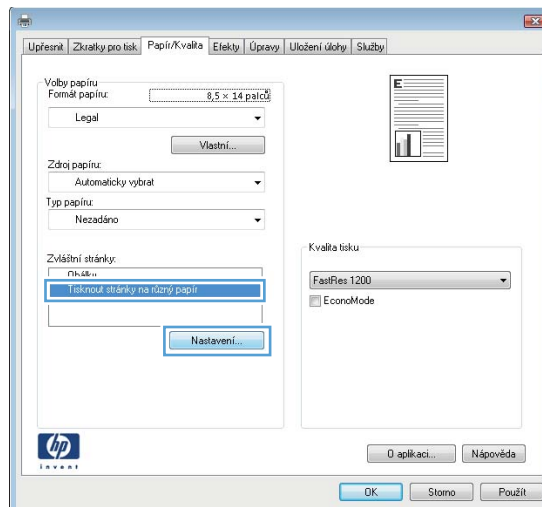 Upřesnit Zkratky pro tisk Papír/Kvalita Efekty Úpravy Uložení úlohy Služby
Volby papíru
Formát papíru: 8,5 × 14 palců
Legal
Vlastní...
Zdroj papíru:
Automaticky vybrat
Typ papíru:
Nezadáno
Zvláštní stránky:
Obálky
Tisknout stránky na různý papír
Nastavení...
E
Kvalita tisku
FastRes 1200
EconoMode
hp
invent
O aplikaci... Nápověda
OK Storno Použít